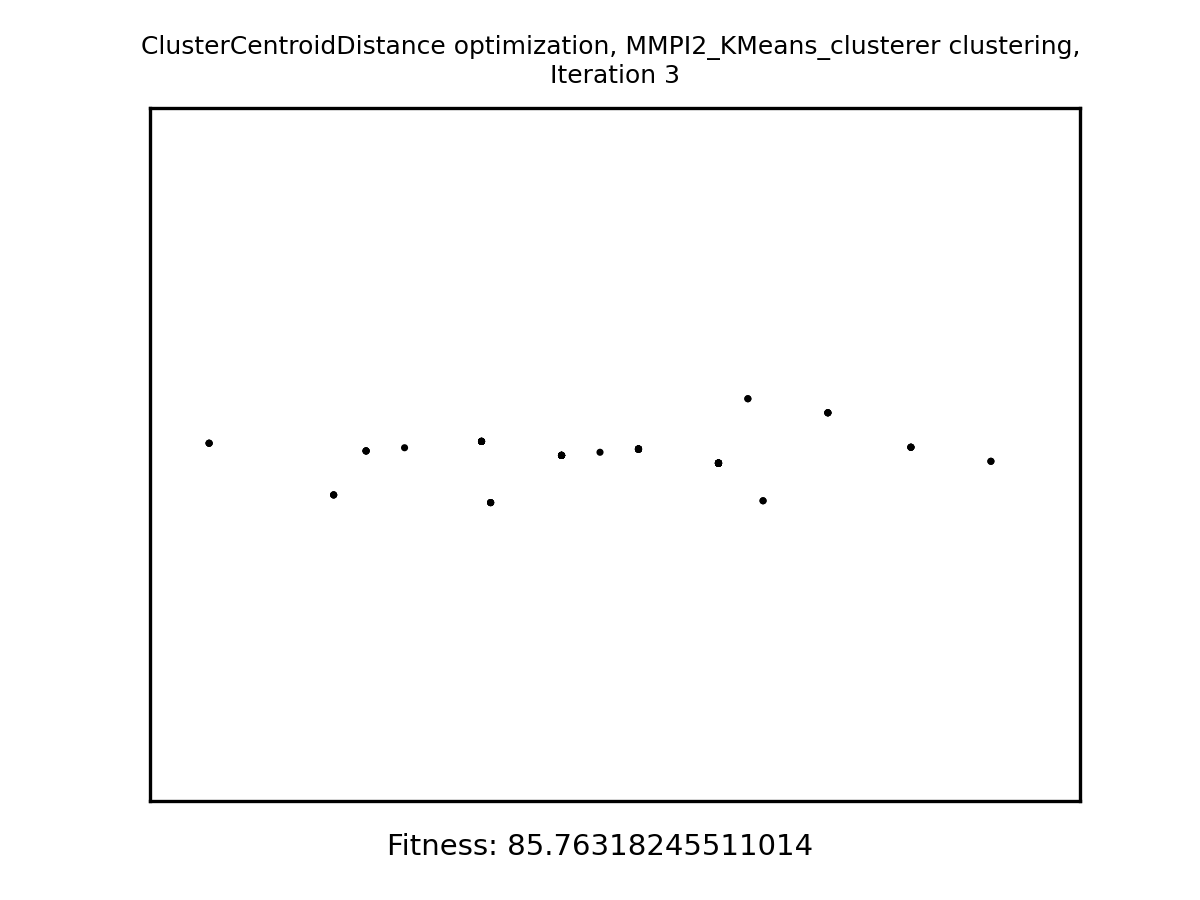 ClusterCentroidDistance optimization, MMPI2_KMeans_clusterer clustering,
Iteration 3
Fitness: 85.76318245511014